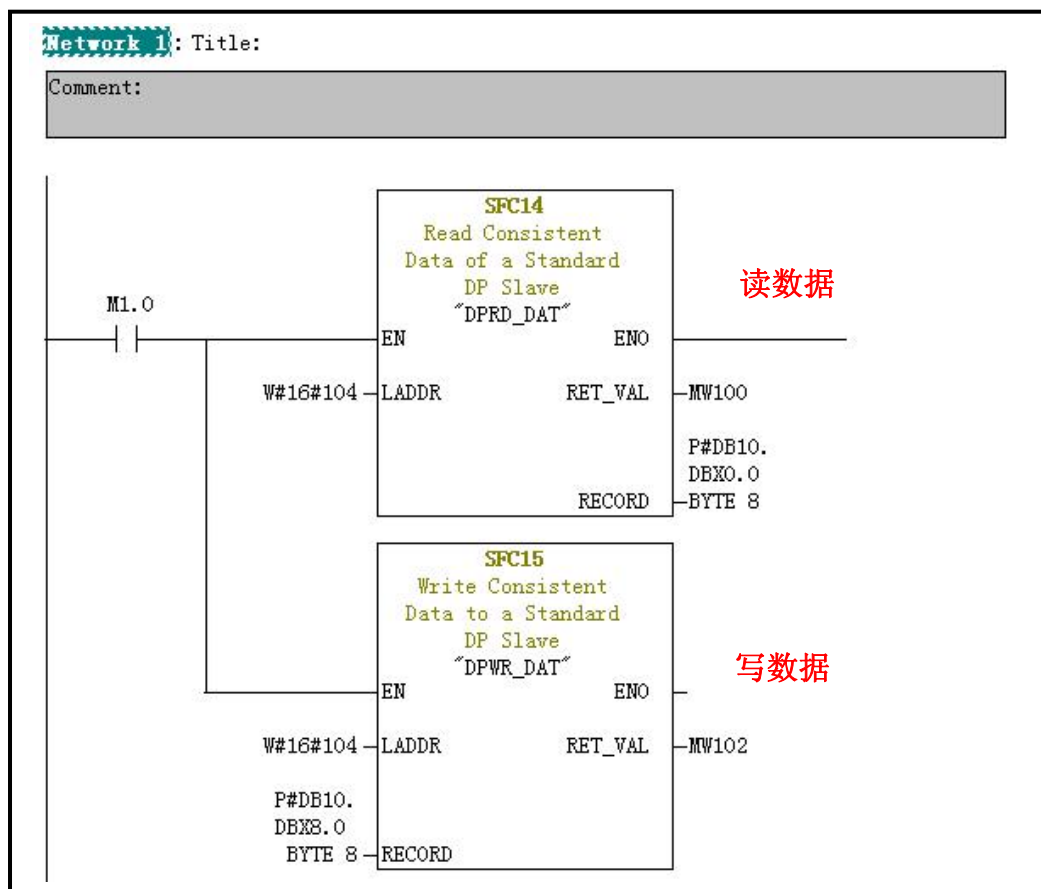 Network 1: Title:
Comment:
SFC14
Read Consistent
Data of a Standard
DP Slave
"DPRD_DAT"
读数据
M1.0
EN ENO
W#16#104 LADDR RET_VAL MW100
P#DB10.
DBX0.0
RECORD BYTE 8
SFC15
Write Consistent
Data to a Standard
DP Slave
"DPWR_DAT"
写数据
EN ENO
W#16#104 LADDR RET_VAL MW102
P#DB10.
DBX8.0
BYTE 8 RECORD